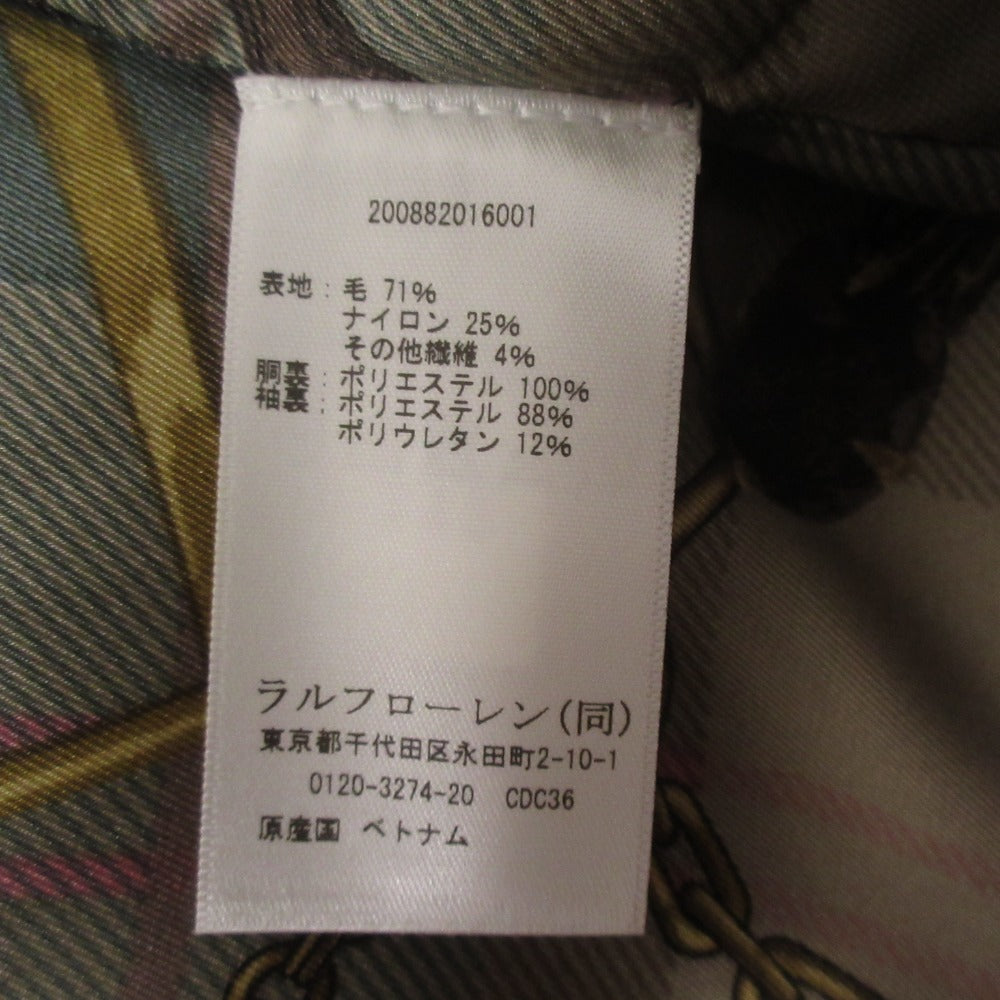 200882016001
表地:毛 71%
ナイロン 25%
その他繊維 4%
胴裏:ポリエステル 100%
袖裏:ポリエステル 88%
ポリウレタン 12%
ラルフローレン(同)
東京都千代田区永田町2-10-1
0120-3274-20 CDC36
原産国 ベトナム